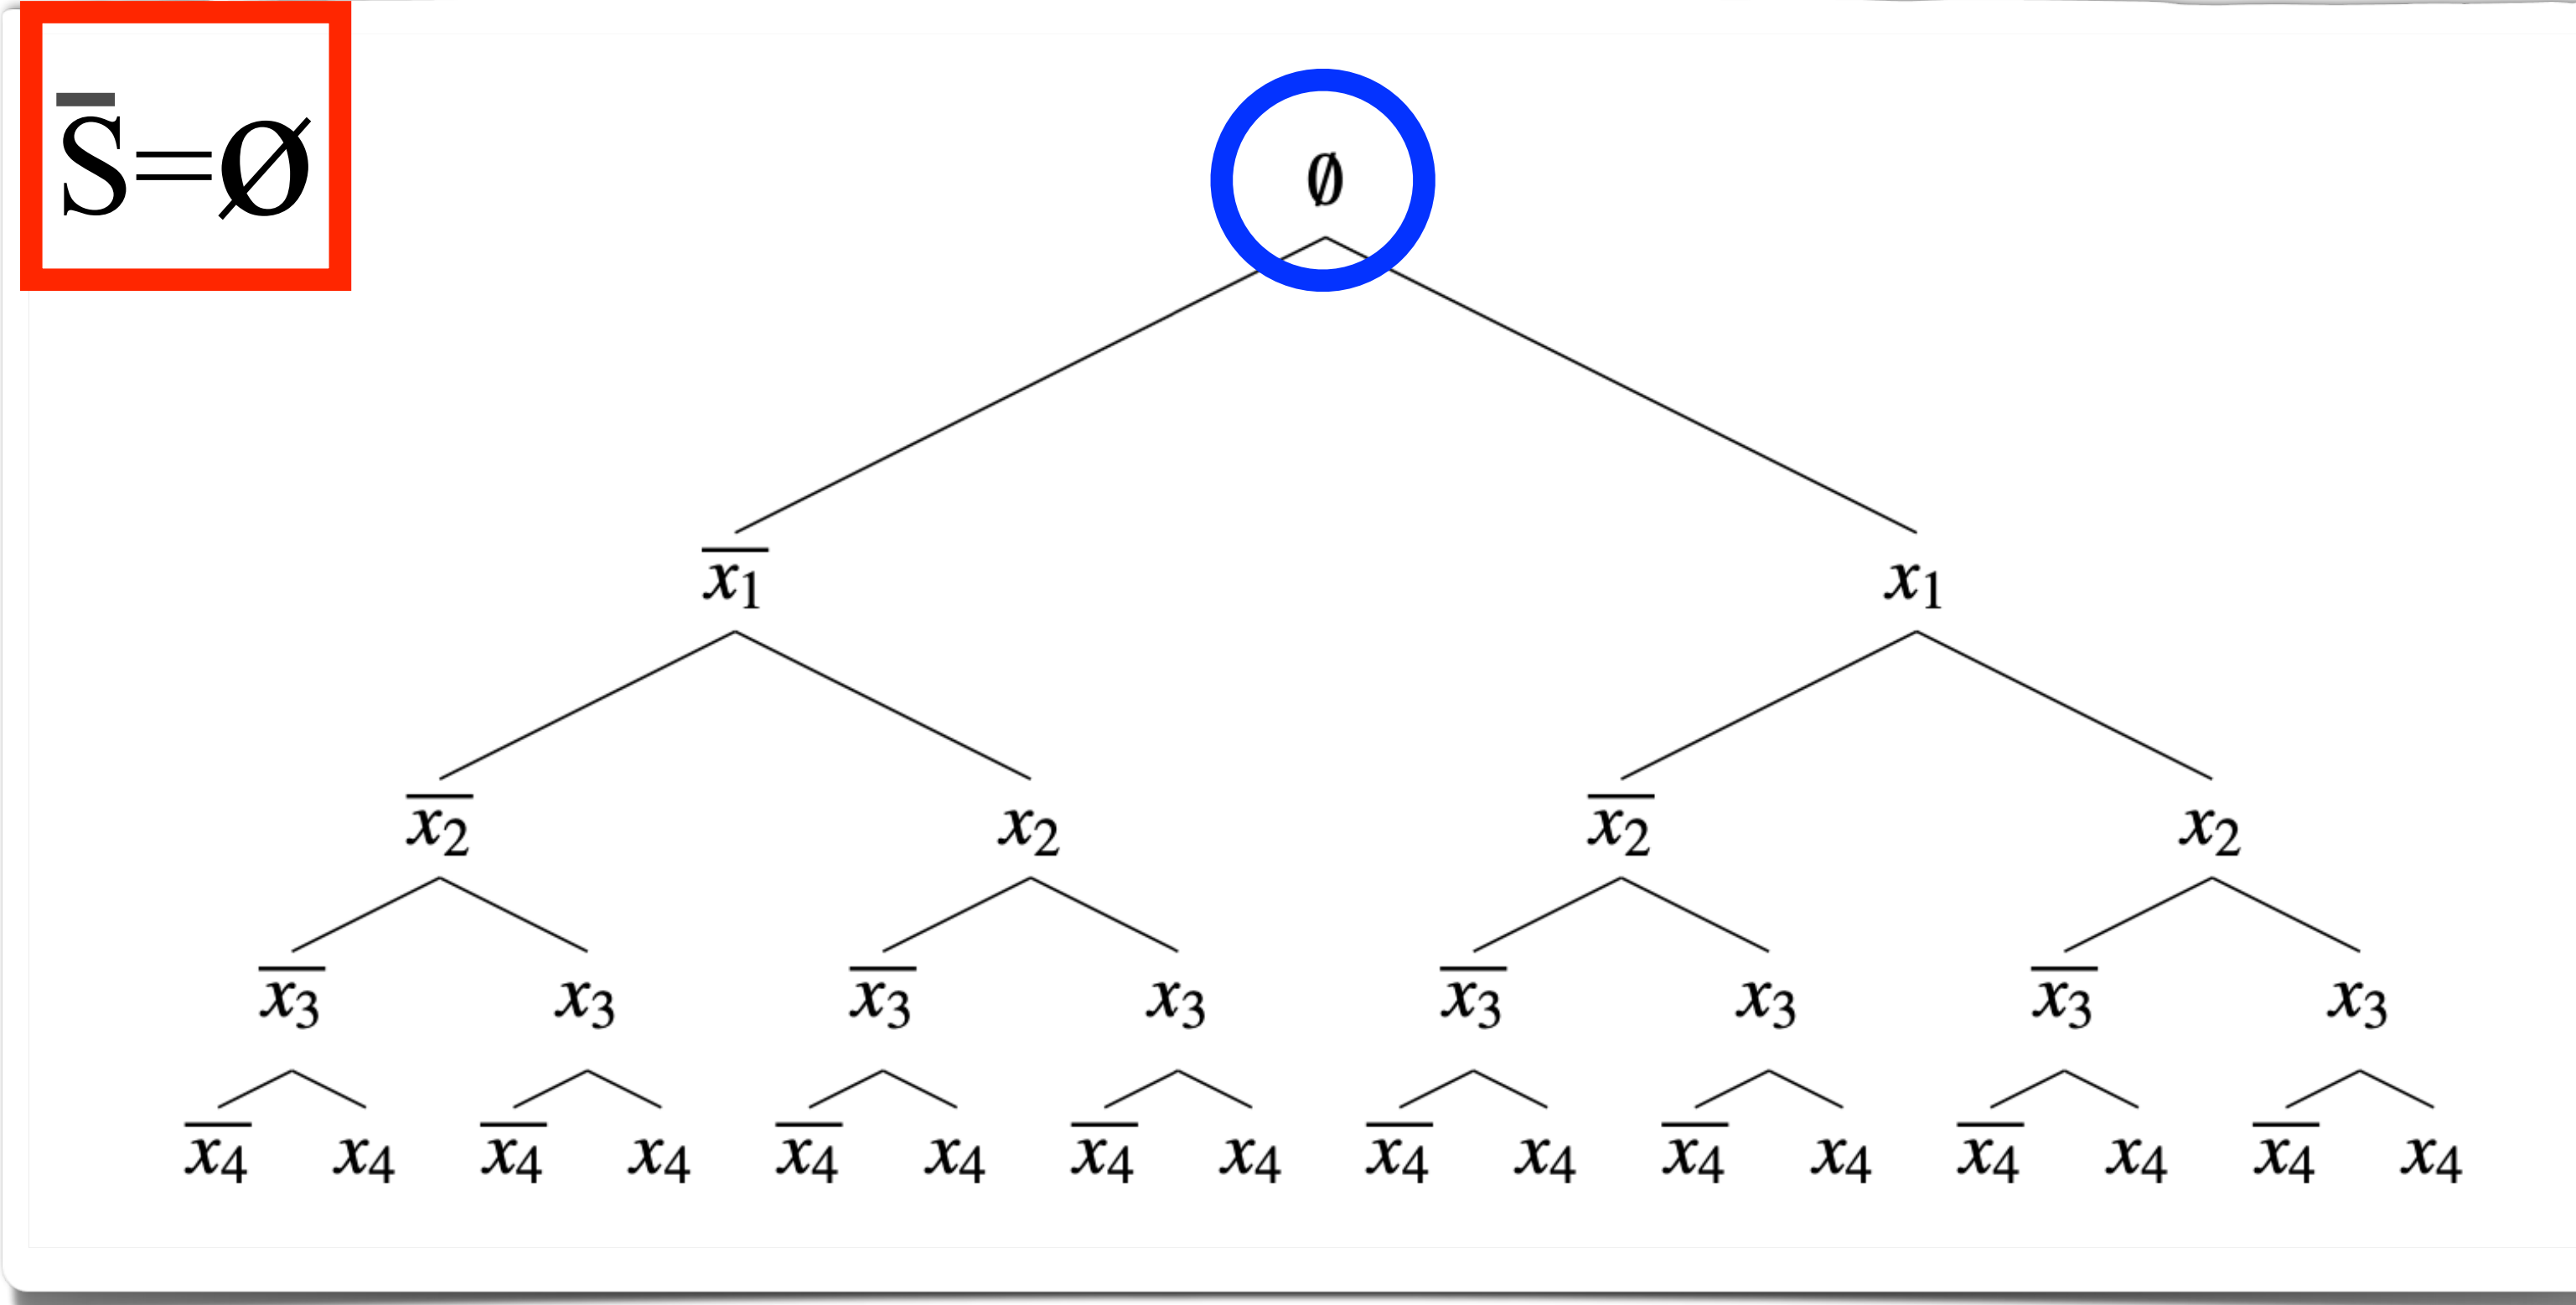 S̅=Ø
∅
x̅₁ x₁
x̅₂ x₂ x̅₂ x₂
x̅₃ x₃ x̅₃ x₃ x̅₃ x₃ x̅₃ x₃
x̅₄ x₄ x̅₄ x₄ x̅₄ x₄ x̅₄ x₄ x̅₄ x₄ x̅₄ x₄ x̅₄ x₄ x̅₄ x₄